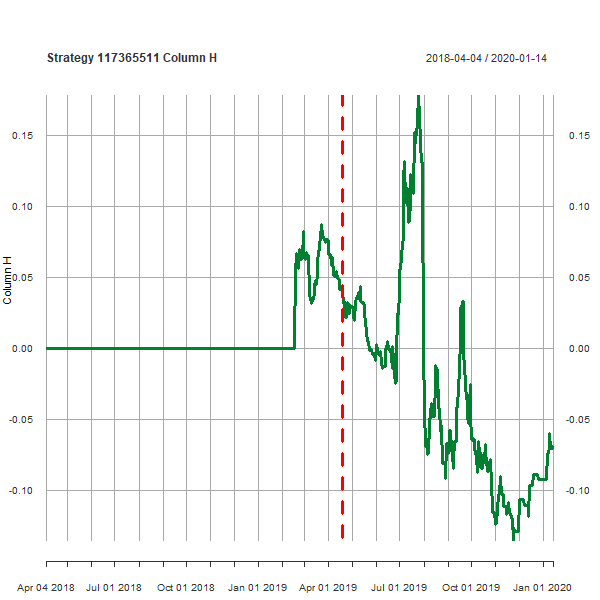 Strategy 117365511 Column H 2018-04-04 / 2020-01-14
0.15 0.15
0.10 0.10
0.05 0.05
0.00 0.00
-0.05 -0.05
-0.10 -0.10
Column H
Apr 04 2018 Jul 01 2018 Oct 01 2018 Jan 01 2019 Apr 01 2019 Jul 01 2019 Oct 01 2019 Jan 01 2020